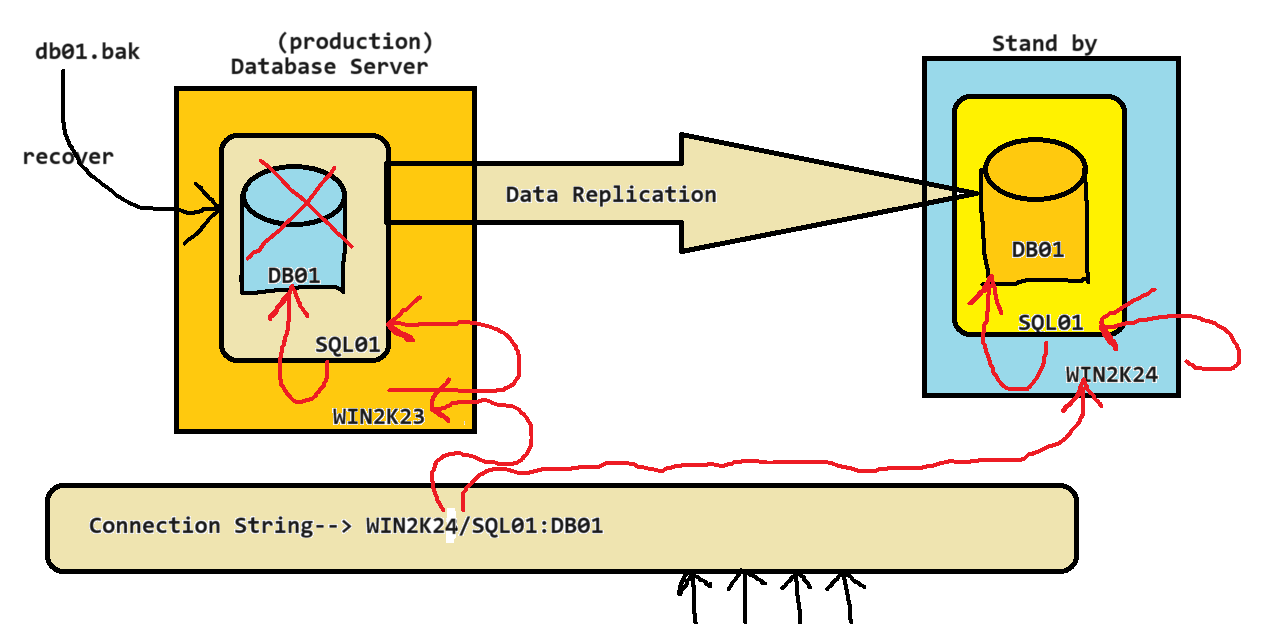 (production)
db01.bak
Database Server
Stand by
recover
Data Replication
DB01
DB01
SQL01
SQL01
WIN2K23
WIN2K24
Connection String--> WIN2K24/SQL01:DB01